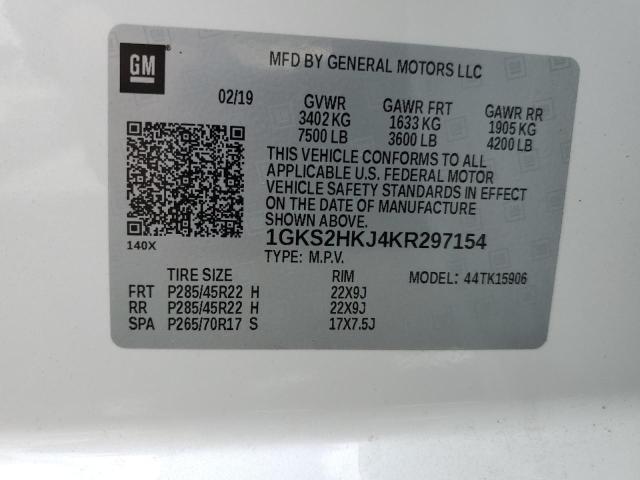 GM
MFD BY GENERAL MOTORS LLC
02/19 GVWR GAWR FRT GAWR RR
3402 KG 1633 KG 1905 KG
7500 LB 3600 LB 4200 LB
THIS VEHICLE CONFORMS TO ALL
APPLICABLE U.S. FEDERAL MOTOR
VEHICLE SAFETY STANDARDS IN EFFECT
ON THE DATE OF MANUFACTURE
SHOWN ABOVE.
140X
1GKS2HKJ4KR297154
TYPE: M.P.V.
MODEL: 44TK15906
TIRE SIZE RIM
FRT P285/45R22 H 22X9J
RR P285/45R22 H 22X9J
SPA P265/70R17 S 17X7.5J